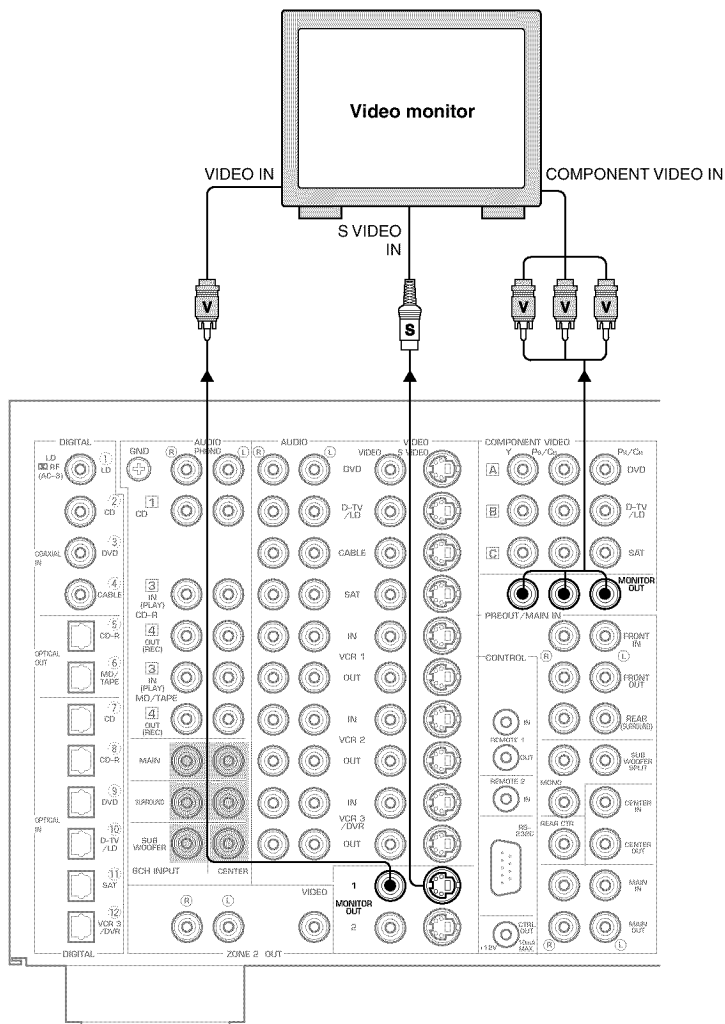 Video monitor
VIDEO IN
COMPONENT VIDEO IN
S VIDEO
IN
V
S
V
V
V
DIGITAL
LD
RF
(AC-3)
1
LD
2
CD
3
DVD
4
CABLE
COAXIAL
IN
5
CD-R
OPTICAL
OUT
6
MD/
TAPE
7
CD
8
CD-R
9
DVD
OPTICAL
IN
10
D-TV
/LD
11
SAT
12
VCR 3
/DVR
DIGITAL
AUDIO
GND
R
PHONO
L
1
CD
3
IN
(PLAY)
CD-R
4
OUT
(REC)
3
IN
(PLAY)
MD/TAPE
4
OUT
(REC)
MAIN
SURROUND
SUB
WOOFER
6CH INPUT
CENTER
AUDIO
R
L
VIDEO
VIDEO
S VIDEO
DVD
D-TV
/LD
CABLE
SAT
IN
VCR 1
OUT
IN
VCR 2
OUT
IN
VCR 3
/DVR
OUT
1
MONITOR
OUT
2
R
L
VIDEO
ZONE 2 OUT
COMPONENT VIDEO
Y
PB/CB
PR/CR
A
DVD
B
D-TV
/LD
C
SAT
MONITOR
OUT
PREOUT/MAIN IN
CONTROL
R
L
FRONT
IN
FRONT
OUT
REAR
(SURROUND)
IN
REMOTE 1
OUT
SUB
WOOFER
SPLIT
REMOTE 2
IN
MONO
CENTER
IN
RS-
232C
REAR CTR
CENTER
OUT
MAIN
IN
CTRL
OUT
+12V
10mA
MAX.
MAIN
OUT
R
L